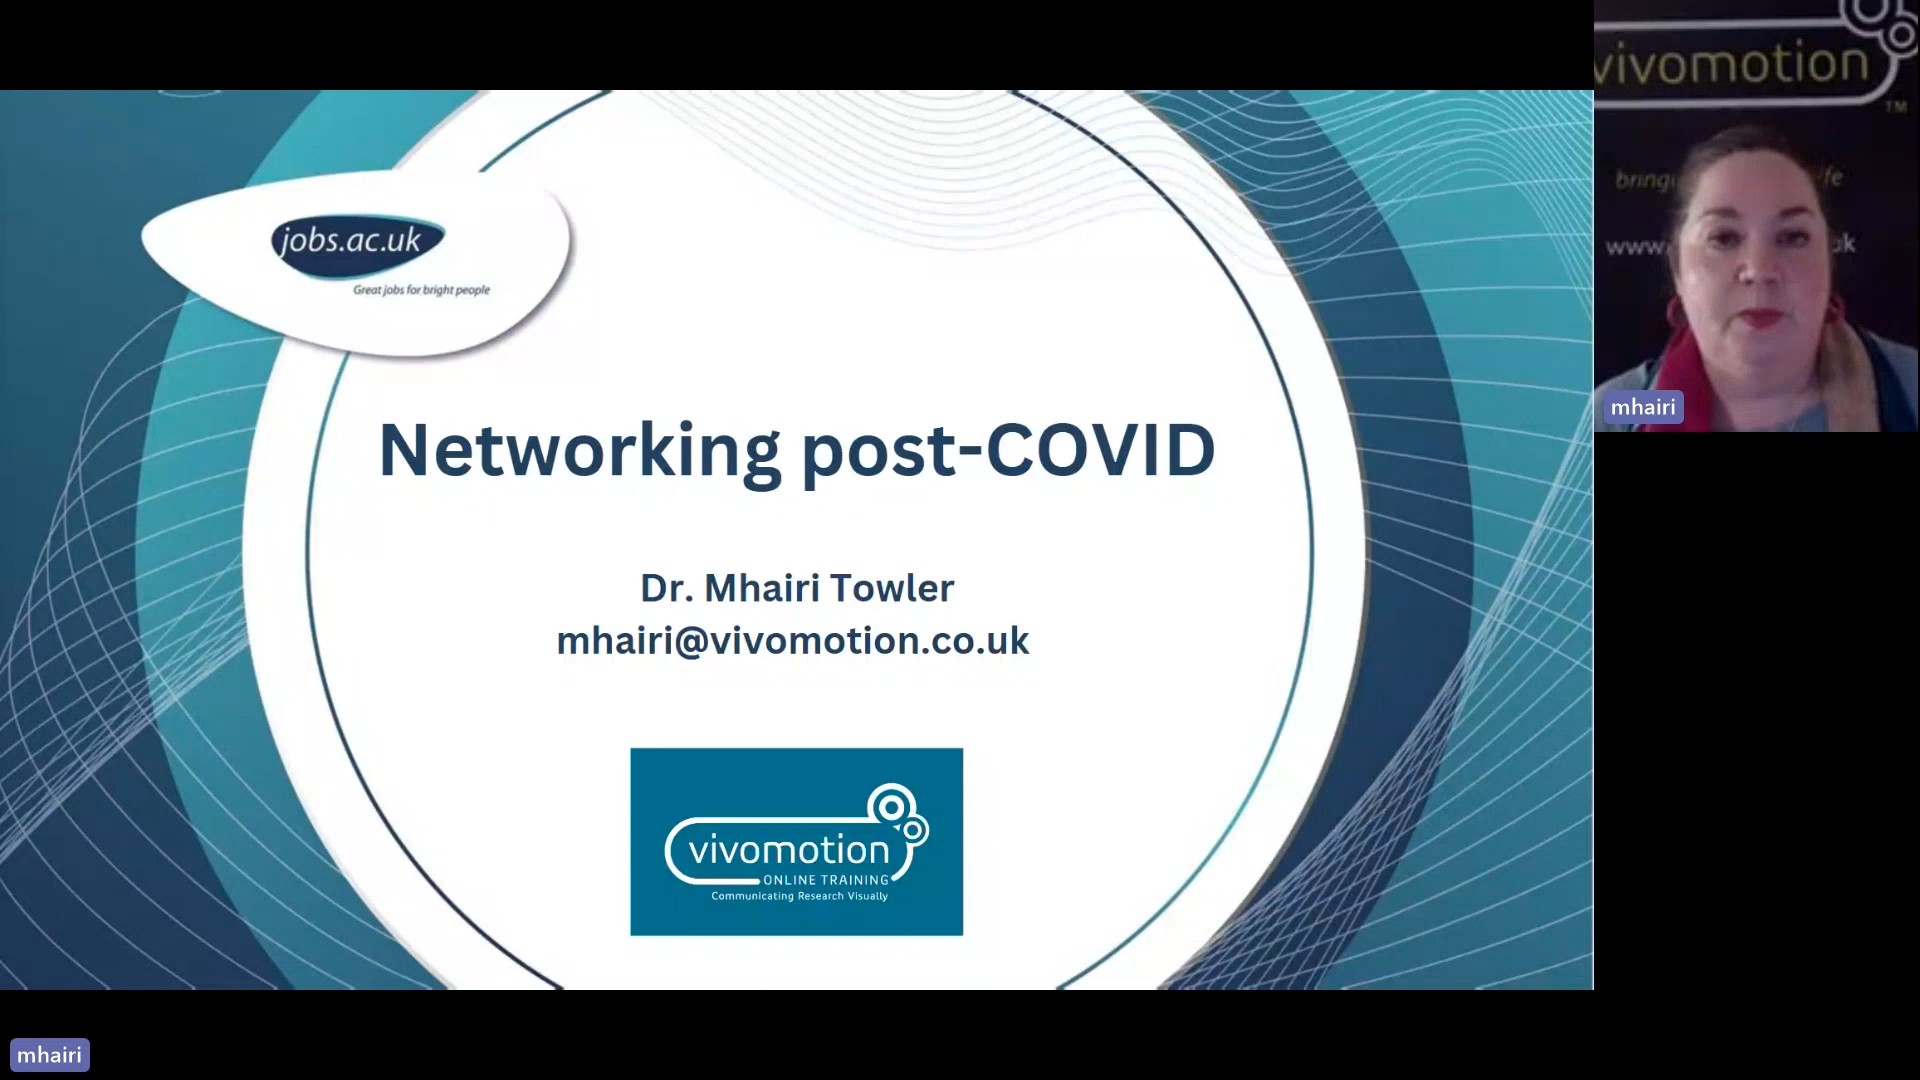 jobs.ac.uk
Great jobs for bright people
Networking post-COVID
Dr. Mhairi Towler
mhairi@vivomotion.co.uk
vivomotion
ONLINE TRAINING
Communicating Research Visually
mhairi
vivomotion
TM
www.
mhairi